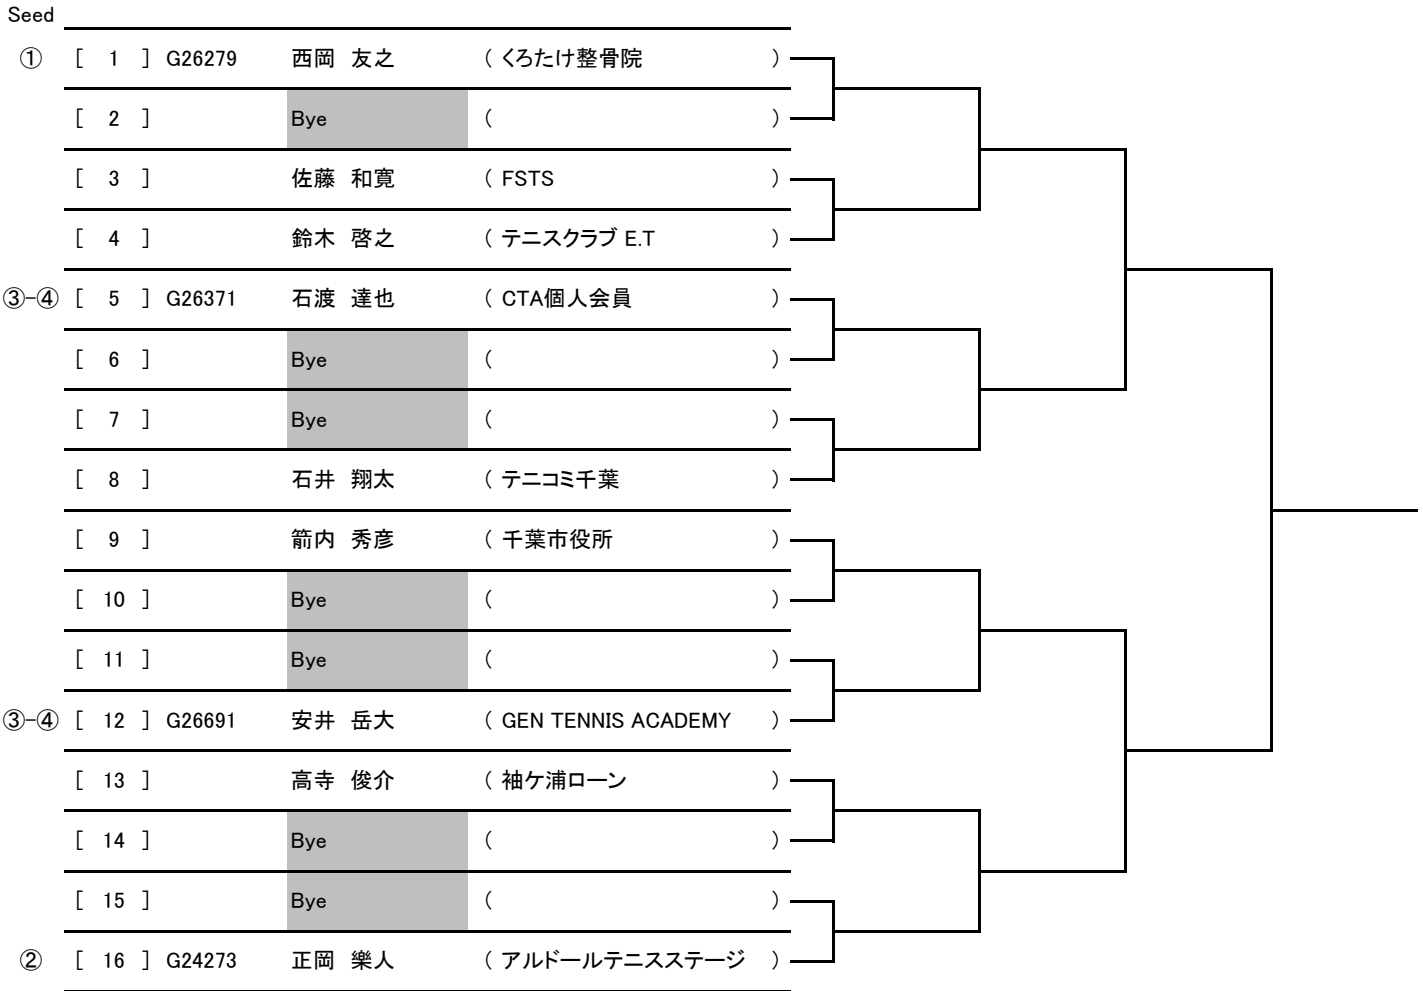 Seed
① [ 1 ] G26279 西岡 友之 ( くろたけ整骨院 )
[ 2 ] Bye ( )
[ 3 ] 佐藤 和寛 ( FSTS )
[ 4 ] 鈴木 啓之 ( テニスクラブ E.T )
③-④ [ 5 ] G26371 石渡 達也 ( CTA個人会員 )
[ 6 ] Bye ( )
[ 7 ] Bye ( )
[ 8 ] 石井 翔太 ( テニコミ千葉 )
[ 9 ] 箭内 秀彦 ( 千葉市役所 )
[ 10 ] Bye ( )
[ 11 ] Bye ( )
③-④ [ 12 ] G26691 安井 岳大 ( GEN TENNIS ACADEMY )
[ 13 ] 高寺 俊介 ( 袖ケ浦ローン )
[ 14 ] Bye ( )
[ 15 ] Bye ( )
② [ 16 ] G24273 正岡 樂人 ( アルドールテニスステージ )